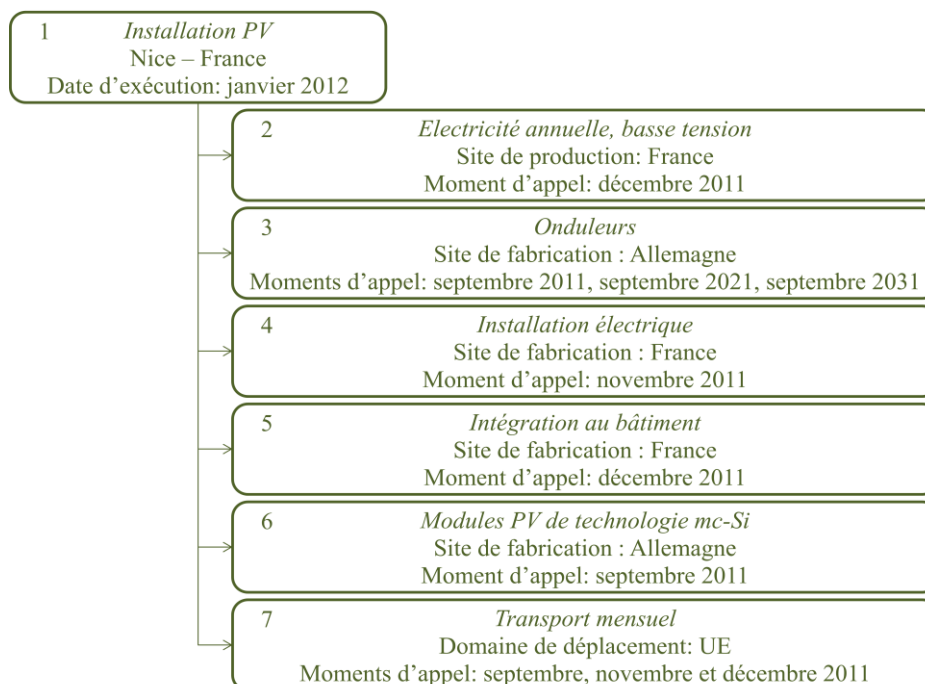 1 Installation PV
Nice – France
Date d’exécution: janvier 2012
2 Electricité annuelle, basse tension
Site de production: France
Moment d’appel: décembre 2011
3 Onduleurs
Site de fabrication : Allemagne
Moments d’appel: septembre 2011, septembre 2021, septembre 2031
4 Installation électrique
Site de fabrication : France
Moment d’appel: novembre 2011
5 Intégration au bâtiment
Site de fabrication : France
Moment d’appel: décembre 2011
6 Modules PV de technologie mc-Si
Site de fabrication : Allemagne
Moment d’appel: septembre 2011
7 Transport mensuel
Domaine de déplacement: UE
Moments d’appel: septembre, novembre et décembre 2011